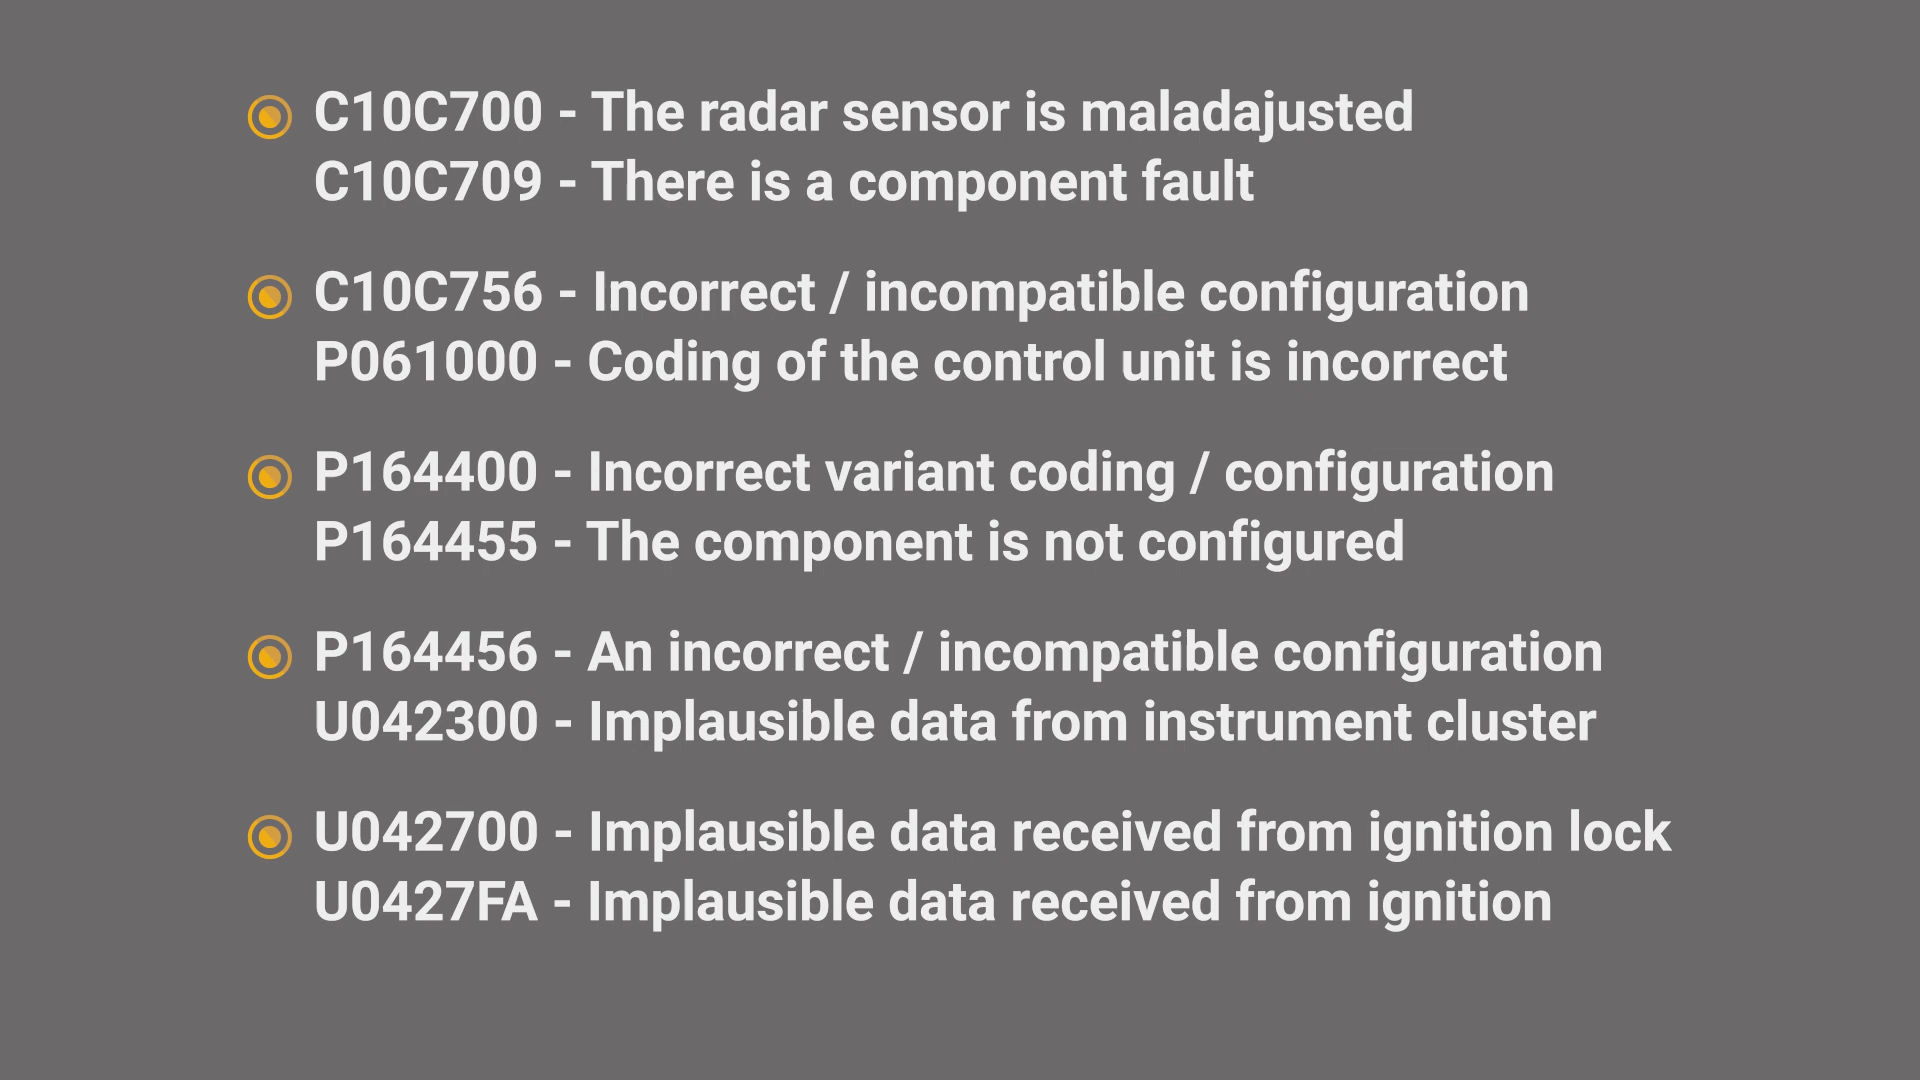 C10C700 - The radar sensor is maladajusted
C10C709 - There is a component fault
C10C756 - Incorrect / incompatible configuration
P061000 - Coding of the control unit is incorrect
P164400 - Incorrect variant coding / configuration
P164455 - The component is not configured
P164456 - An incorrect / incompatible configuration
U042300 - Implausible data from instrument cluster
U042700 - Implausible data received from ignition lock
U0427FA - Implausible data received from ignition